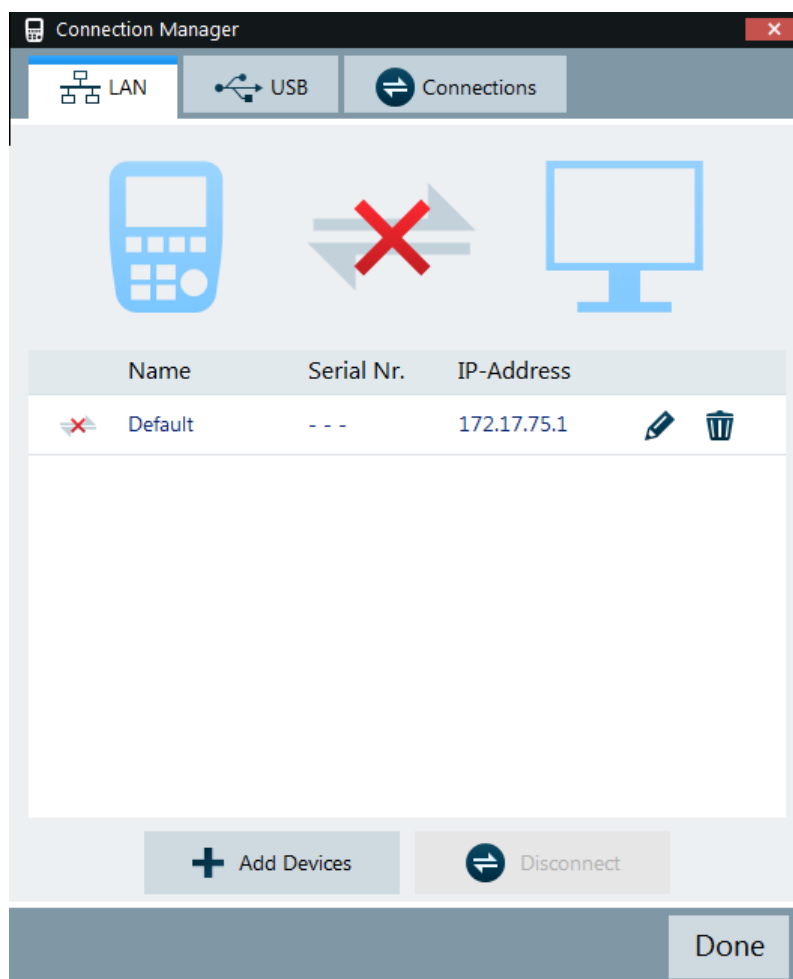 Connection Manager
LAN USB Connections
Name Serial Nr. IP-Address
Default - - - 172.17.75.1
Add Devices Disconnect
Done